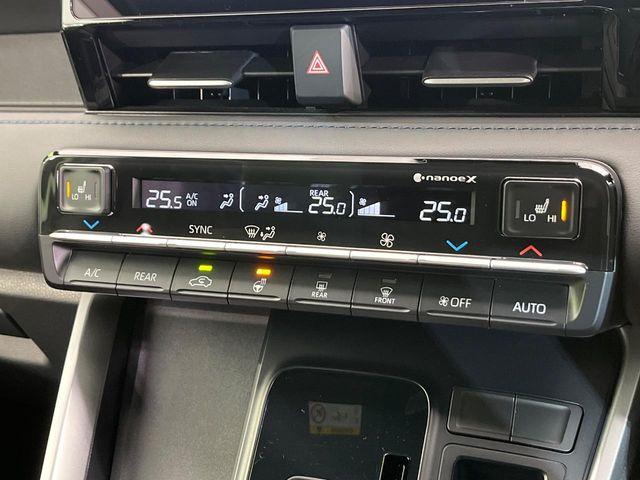 nanoeX
LO HI
25.5 A/C ON REAR 25.0 25.0
LO HI
SYNC
A/C REAR REAR FRONT OFF AUTO